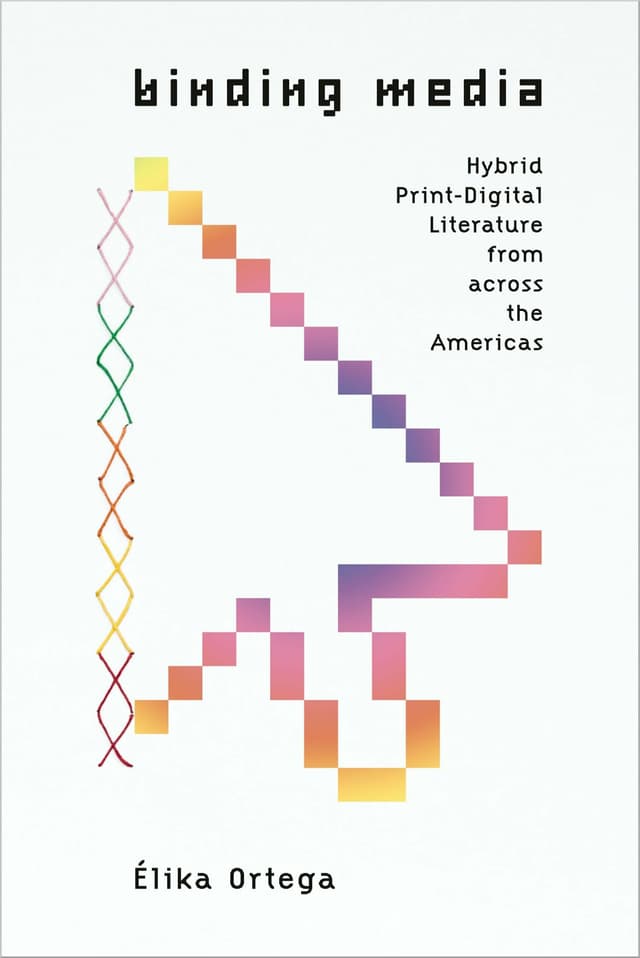 binding media
Hybrid
Print-Digital
Literature
from
across
the
Americas
Élika Ortega